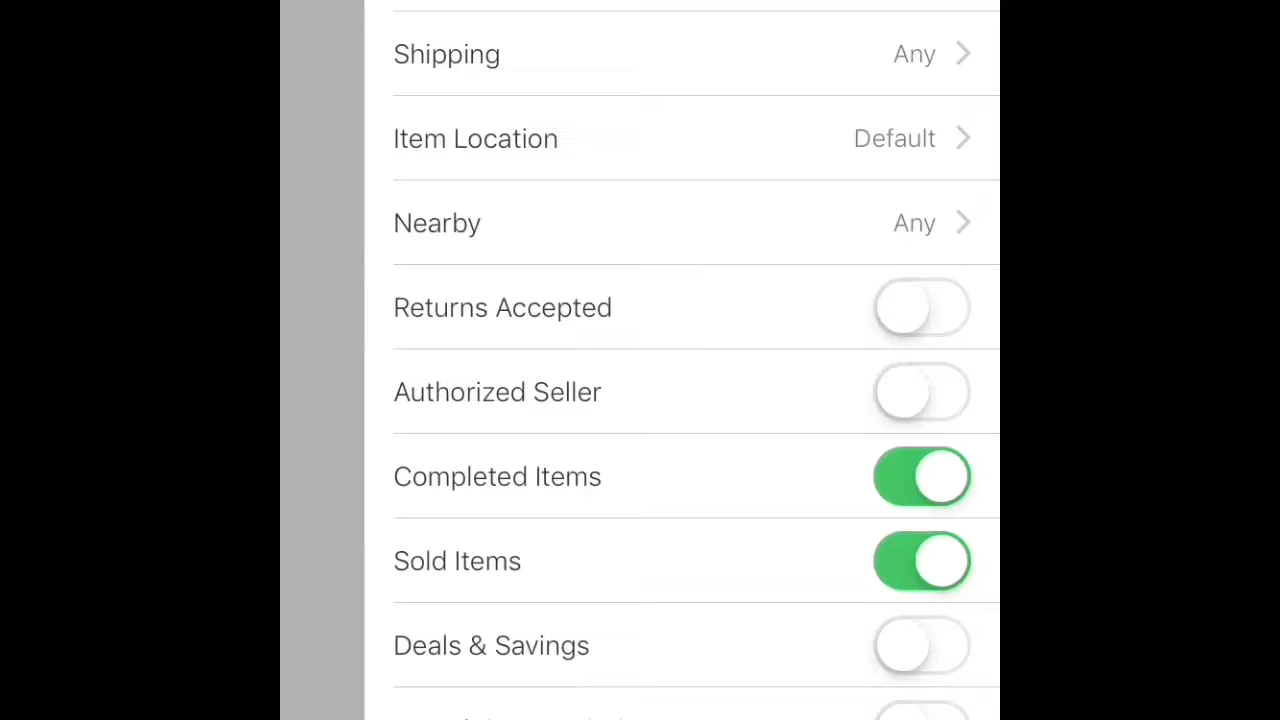 Shipping Any
Item Location Default
Nearby Any
Returns Accepted
Authorized Seller
Completed Items
Sold Items
Deals & Savings